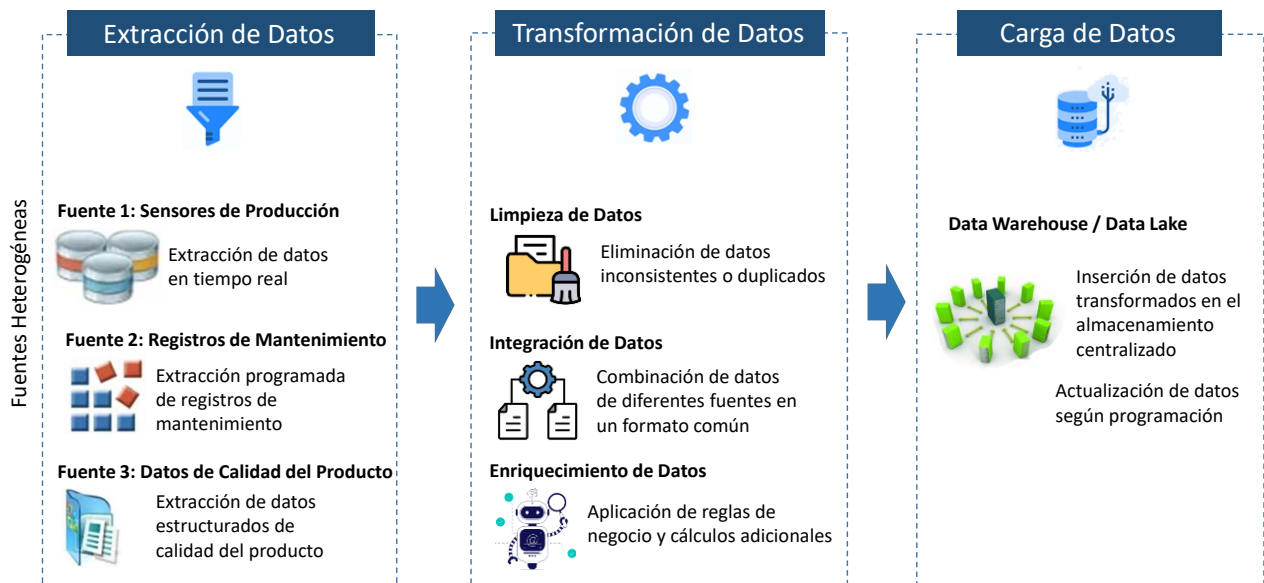 Extracción de Datos
Transformación de Datos
Carga de Datos
Fuentes Heterogéneas
Fuente 1: Sensores de Producción
Extracción de datos
en tiempo real
Fuente 2: Registros de Mantenimiento
Extracción programada
de registros de
mantenimiento
Fuente 3: Datos de Calidad del Producto
Extracción de datos
estructurados de
calidad del producto
Limpieza de Datos
Eliminación de datos
inconsistentes o duplicados
Integración de Datos
Combinación de datos
de diferentes fuentes en
un formato común
Enriquecimiento de Datos
Aplicación de reglas de
negocio y cálculos adicionales
Data Warehouse / Data Lake
Inserción de datos
transformados en el
almacenamiento
centralizado
Actualización de datos
según programación